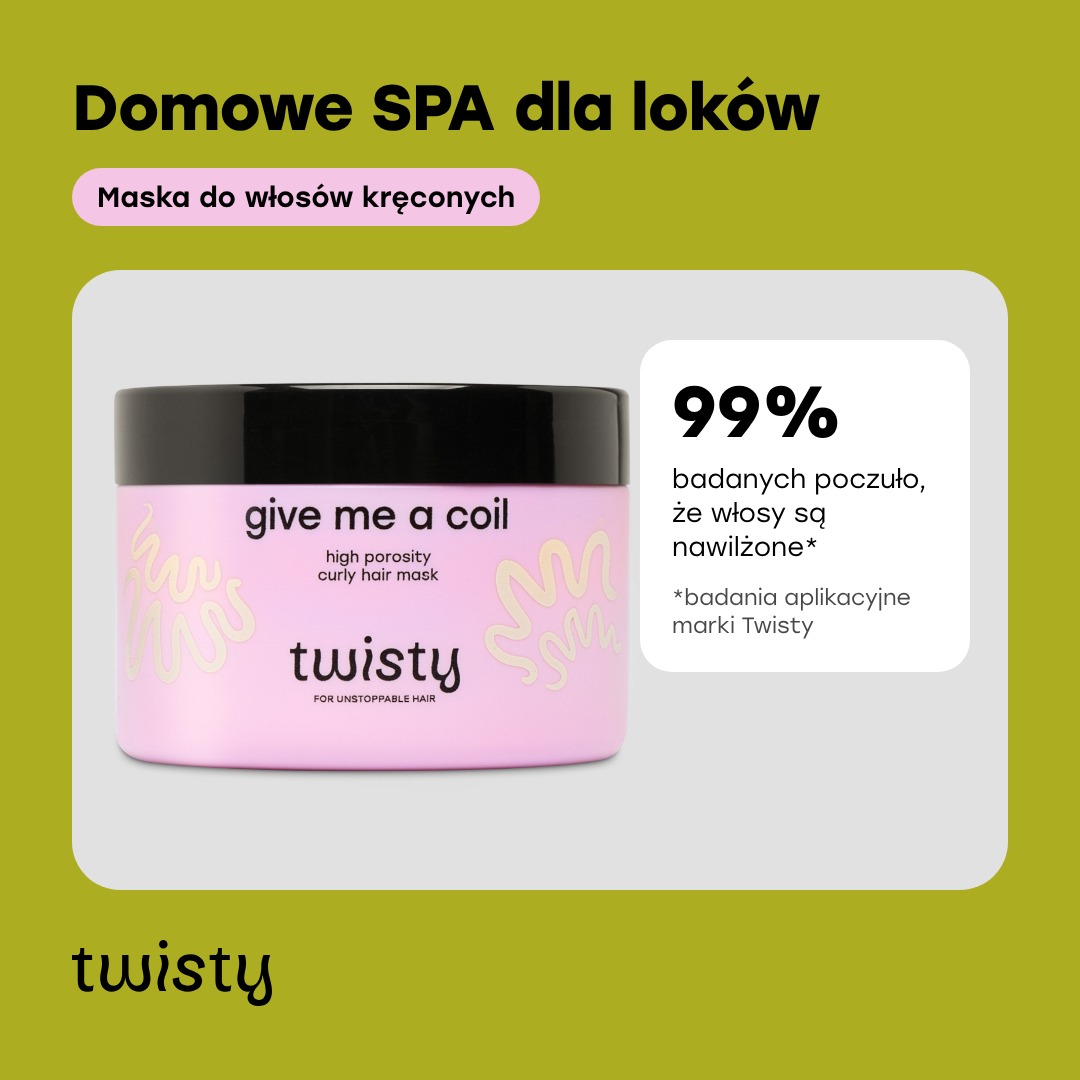 Domowe SPA dla loków
Maska do włosów kręconych
give me a coil
high porosity
curly hair mask
twisty
FOR UNSTOPPABLE HAIR
99%
badanych poczuło,
że włosy są
nawilżone*
*badania aplikacyjne
marki Twisty
twisty